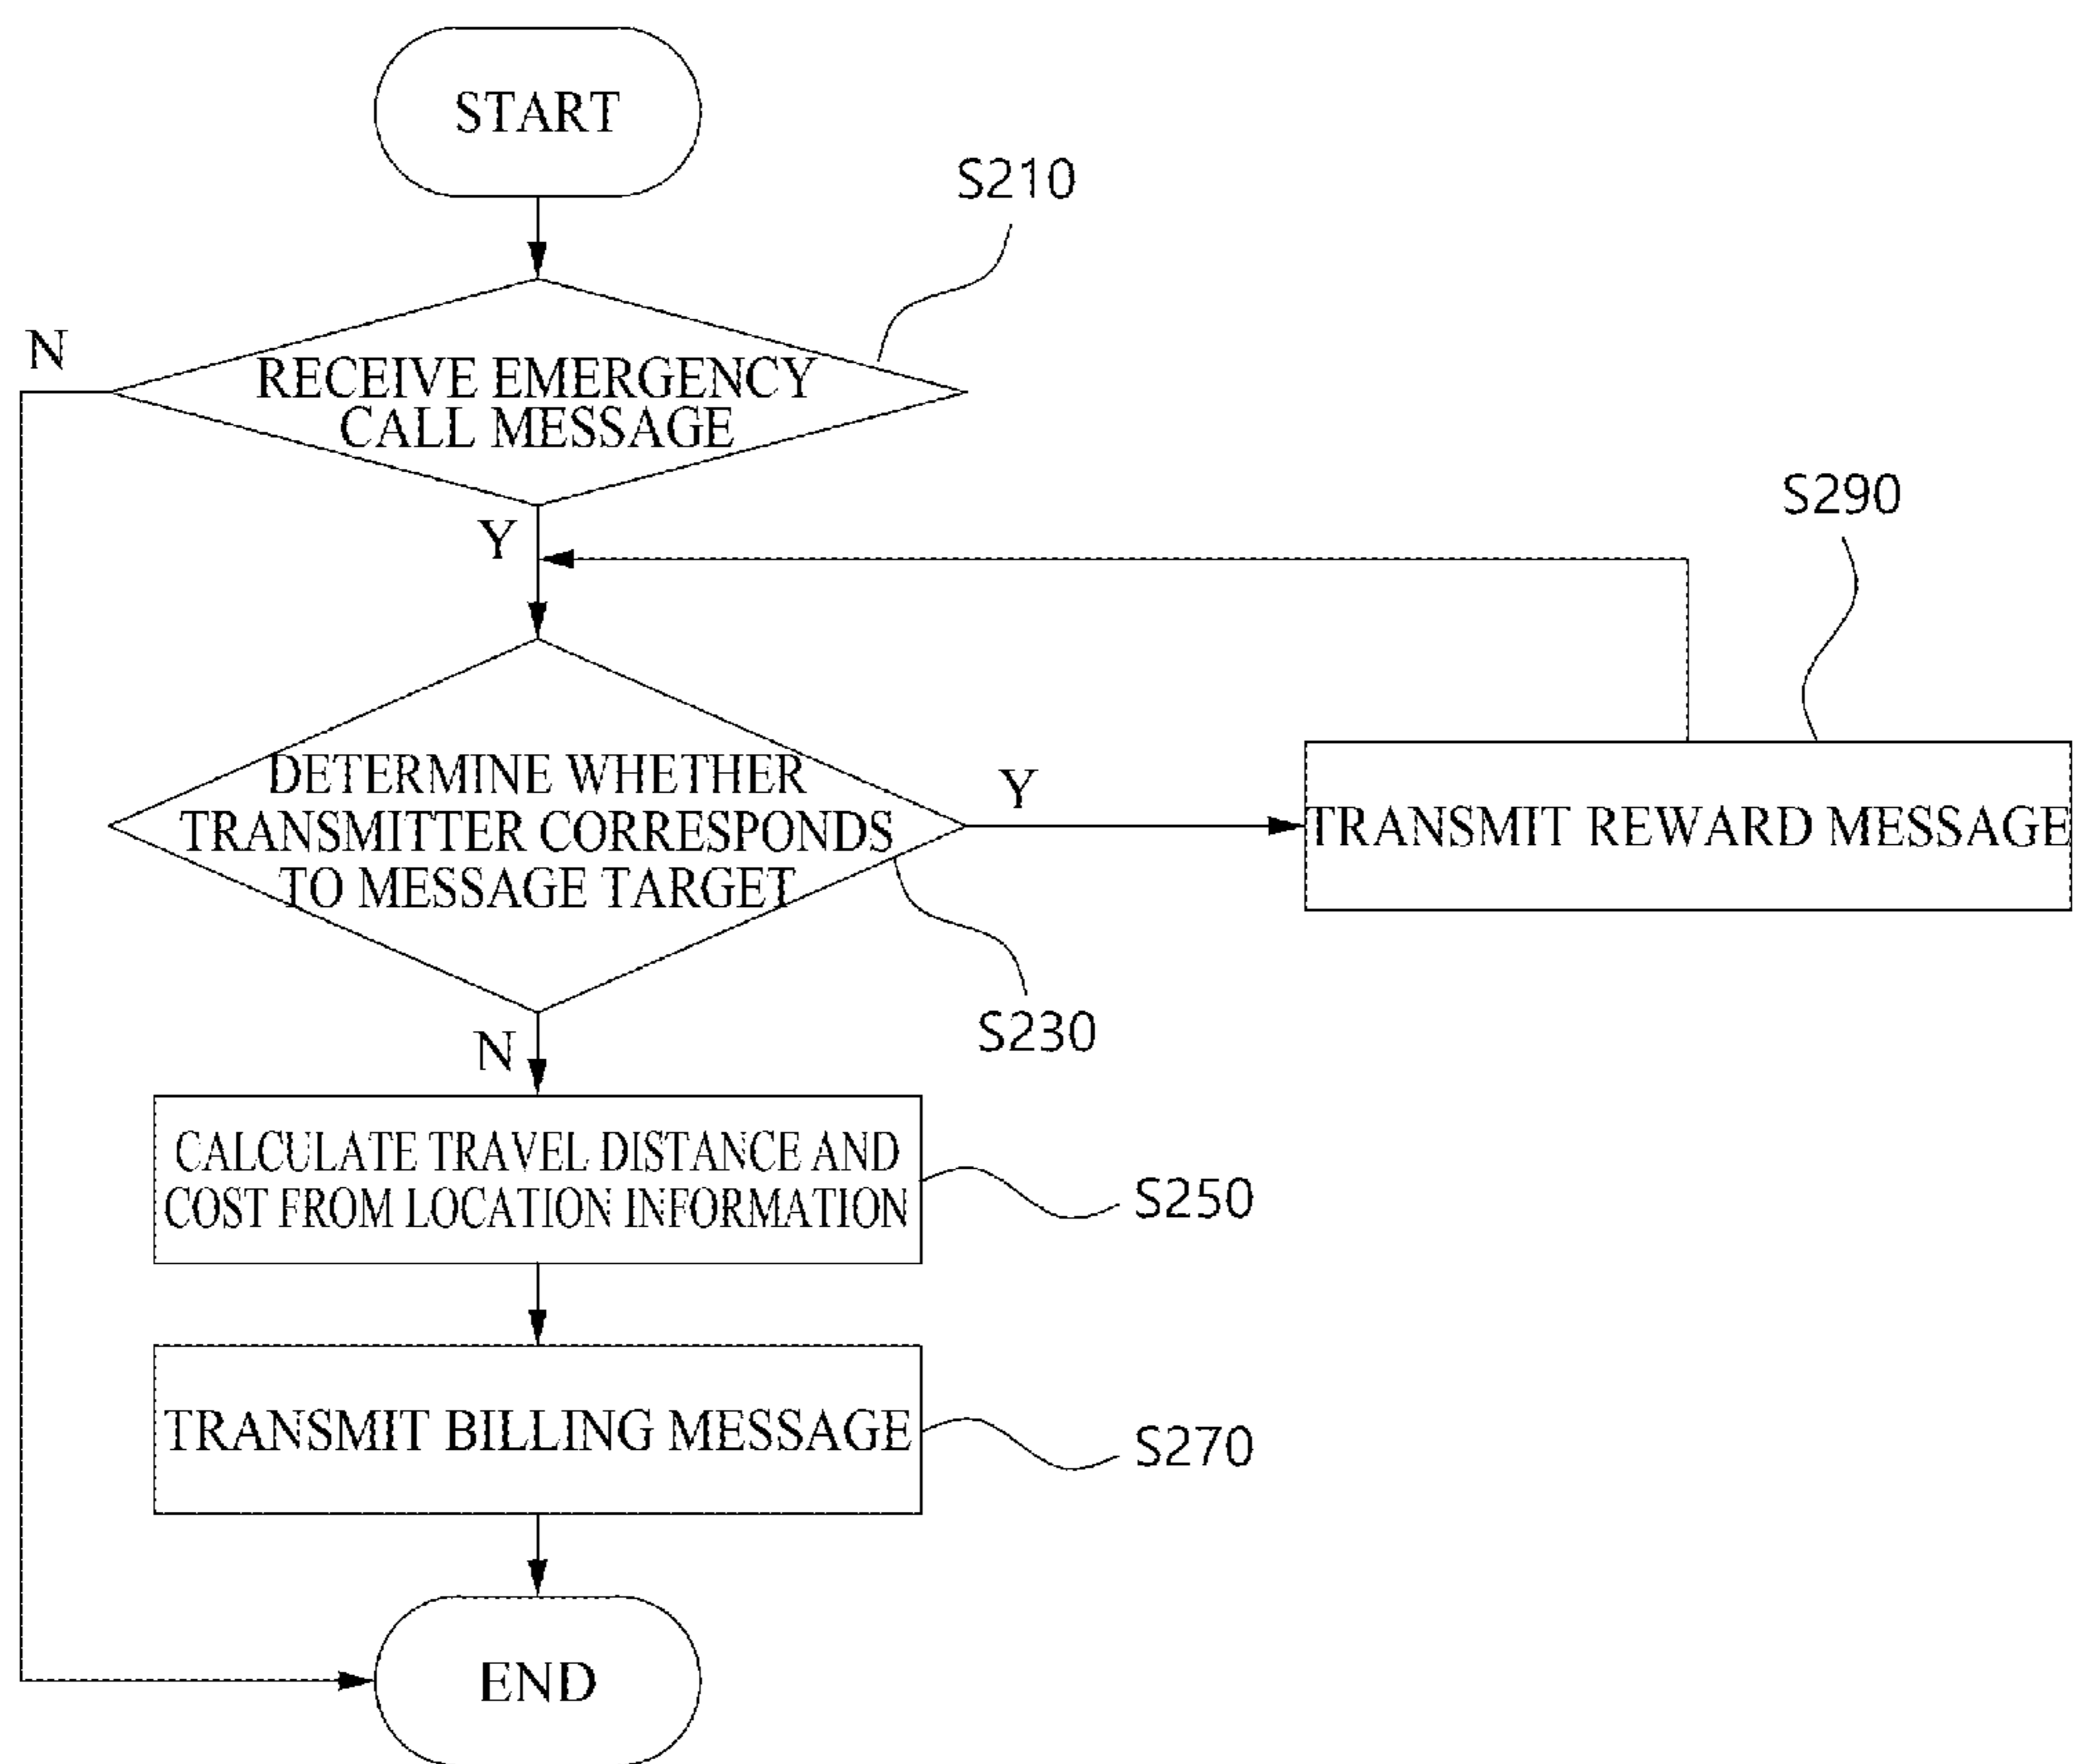 START
S210
N
RECEIVE EMERGENCY
CALL MESSAGE
S290
Y
DETERMINE WHETHER
TRANSMITTER CORRESPONDS
TO MESSAGE TARGET
Y
TRANSMIT REWARD MESSAGE
S230
N
CALCULATE TRAVEL DISTANCE AND
COST FROM LOCATION INFORMATION
S250
TRANSMIT BILLING MESSAGE
S270
END